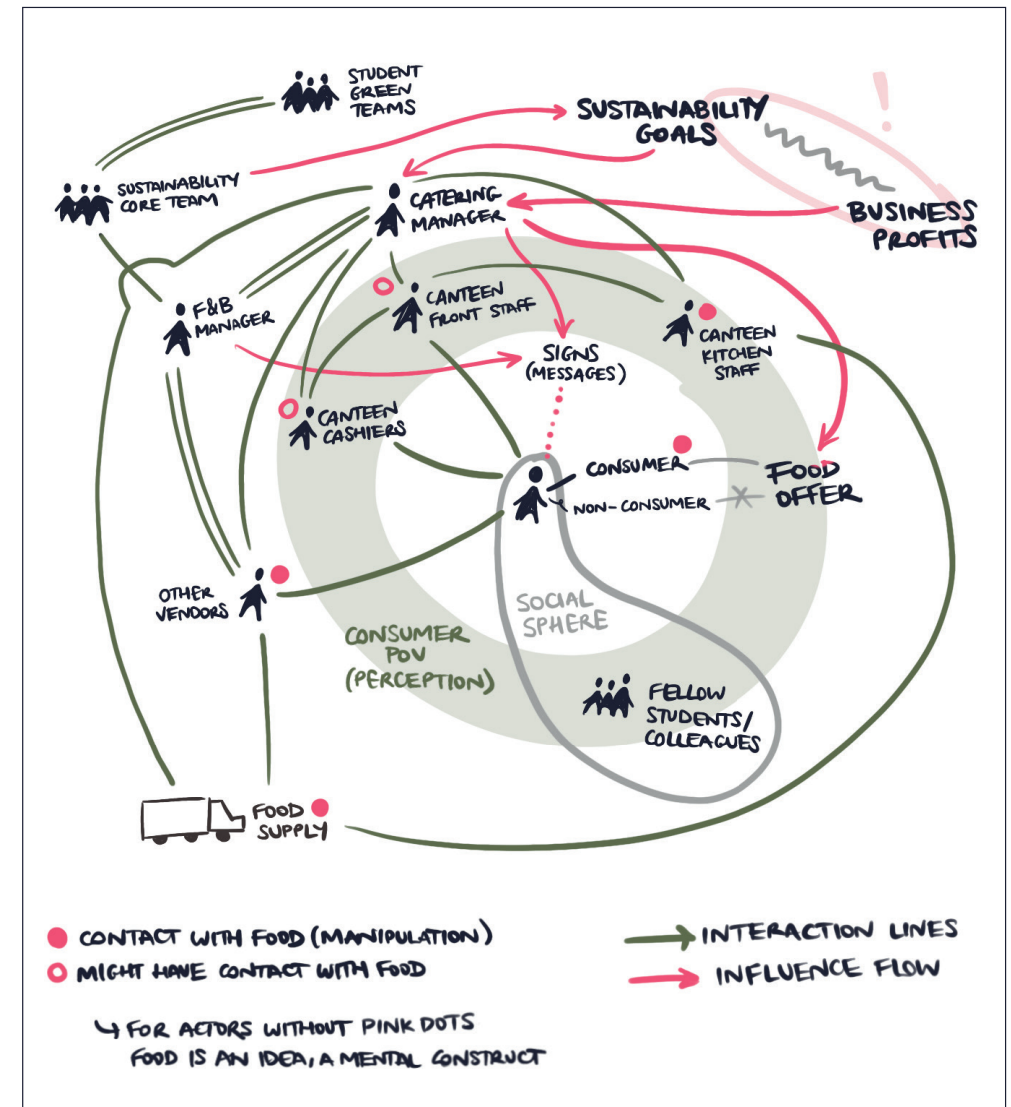 STUDENT
GREEN
TEAMS
SUSTAINABILITY
GOALS
!
SUSTAINABILITY
CORE TEAM
CATERING
MANAGER
BUSINESS
PROFITS
F&B
MANAGER
CANTEEN
FRONT STAFF
CANTEEN
KITCHEN
STAFF
SIGNS
(MESSAGES)
CANTEEN
CASHIERS
CONSUMER
NON-CONSUMER
FOOD
OFFER
OTHER
VENDORS
SOCIAL
SPHERE
CONSUMER
POV
(PERCEPTION)
FELLOW
STUDENTS/
COLLEAGUES
FOOD
SUPPLY
CONTACT WITH FOOD (MANIPULATION)
MIGHT HAVE CONTACT WITH FOOD
FOR ACTORS WITHOUT PINK DOTS
FOOD IS AN IDEA, A MENTAL CONSTRUCT
INTERACTION LINES
INFLUENCE FLOW